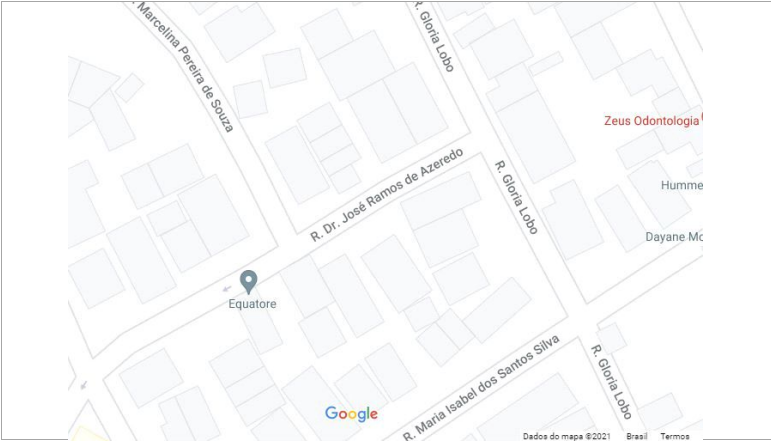 . Marcelina Pereira de Souza
R. Gloria Lobo
Zeus Odontologia
R. Dr. José Ramos de Azeredo
R. Gloria Lobo
Humme
Dayane Mo
Equatore
R. Maria Isabel dos Santos Silva
R. Gloria Lobo
Google
Dados do mapa ©2021 Brasil Termos